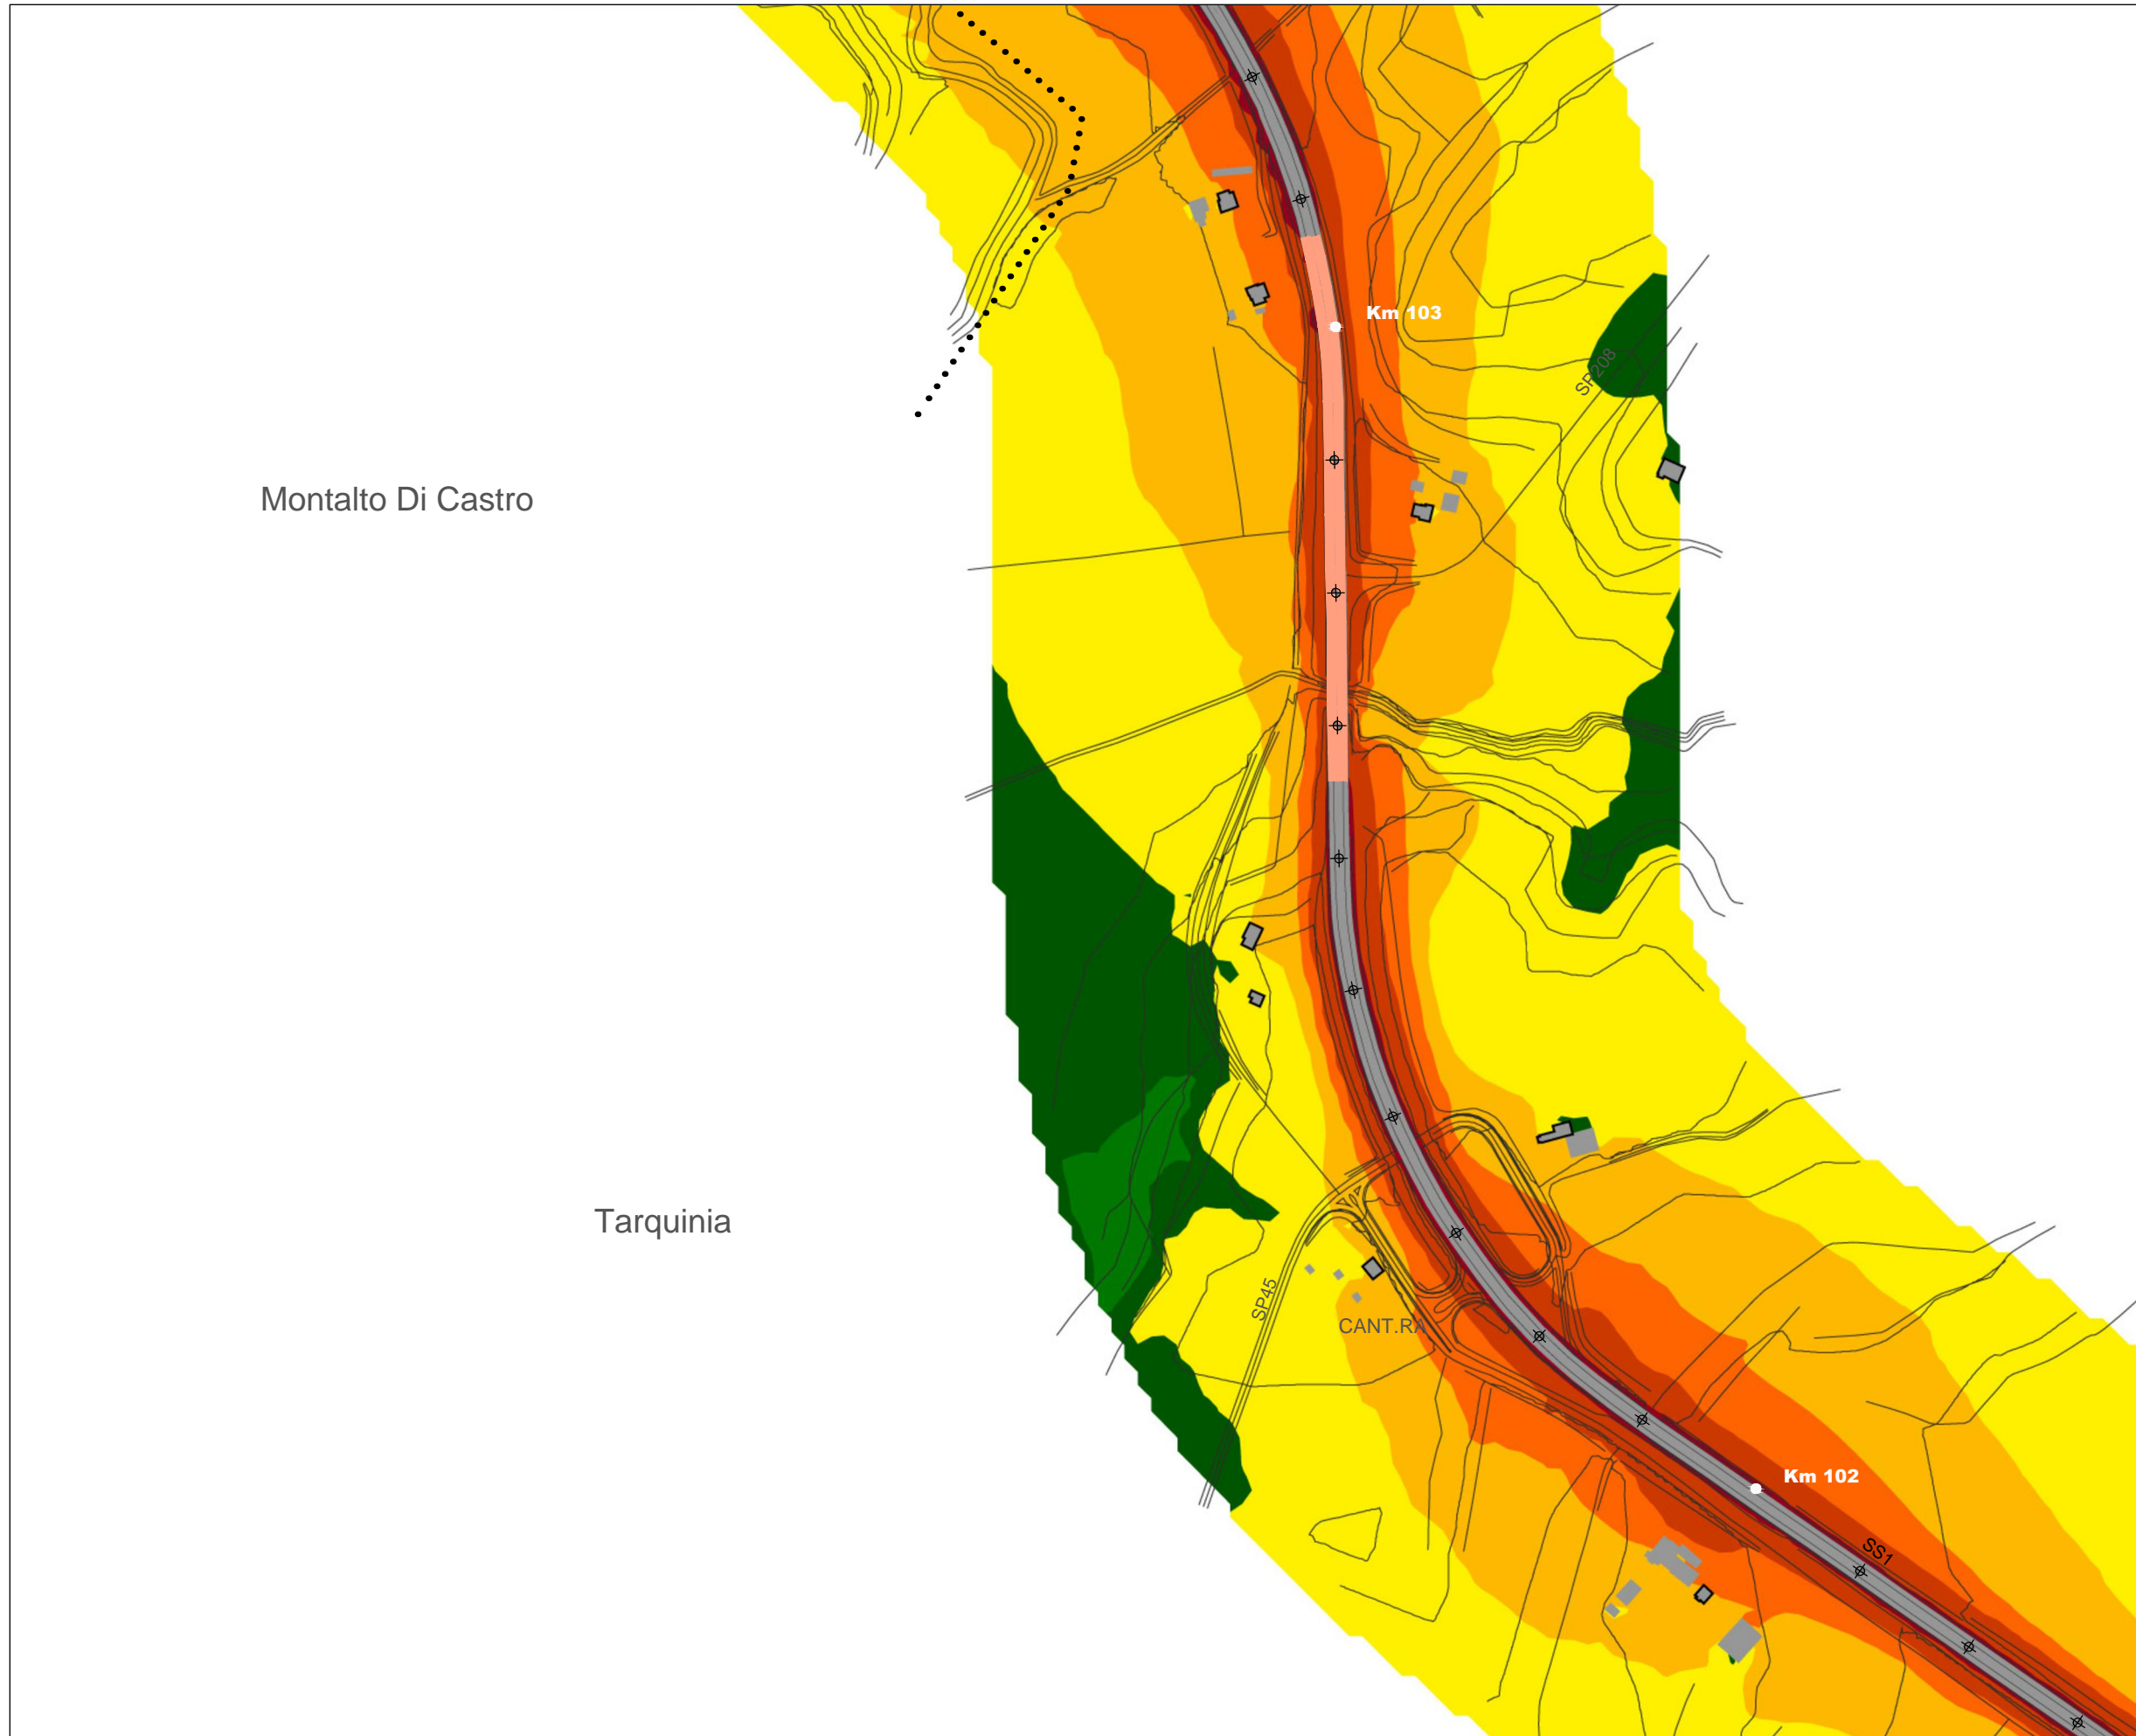 Km 103
SP208
Montalto Di Castro
Tarquinia
SP45
CANT.RA
Km 102
SS1